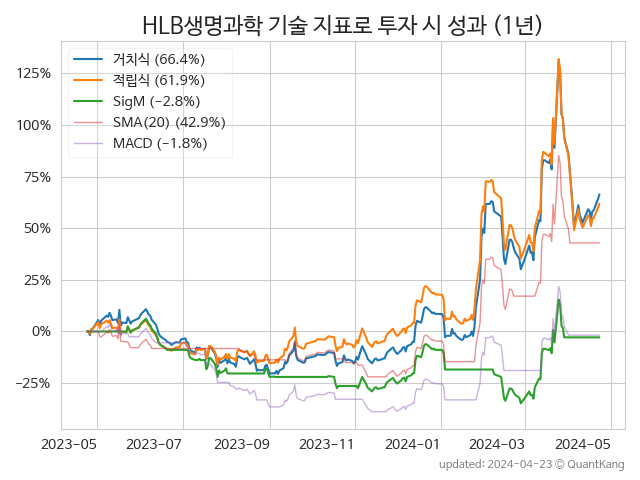 HLB생명과학 기술 지표로 투자 시 성과 (1년)
거치식 (66.4%)
적립식 (61.9%)
SigM (−2.8%)
SMA(20) (42.9%)
MACD (−1.8%)
125%
100%
75%
50%
25%
0%
−25%
2023-05 2023-07 2023-09 2023-11 2024-01 2024-03 2024-05
updated: 2024-04-23 © QuantKang